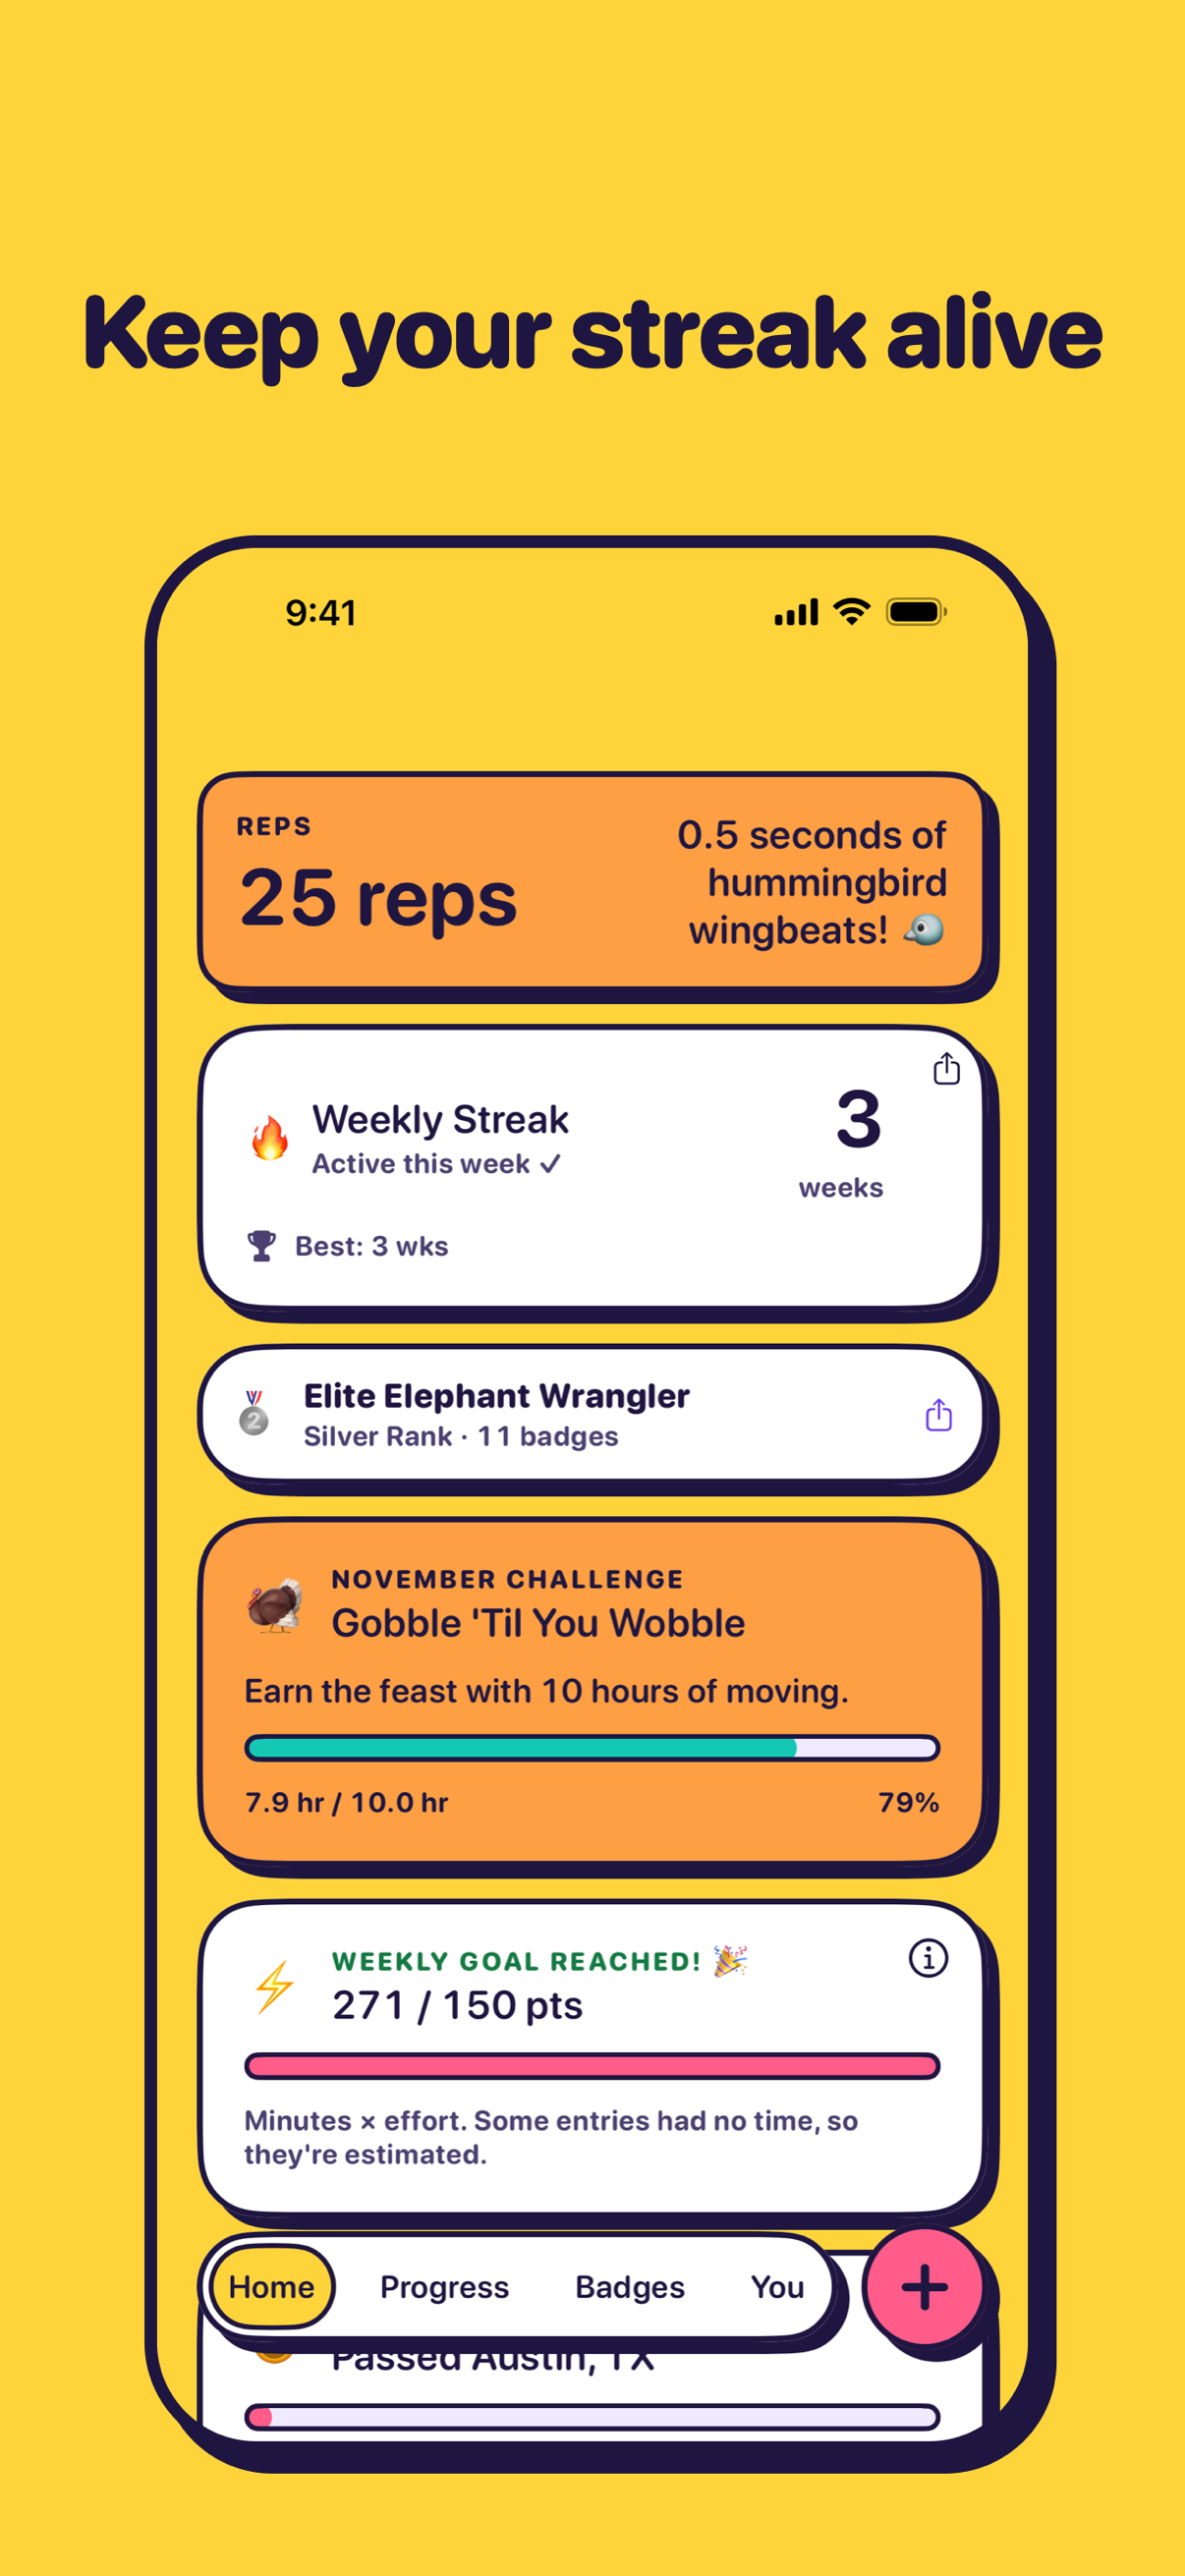 Keep your streak alive
9:41
REPS
25 reps
0.5 seconds of
hummingbird
wingbeats! 🐦
🔥 Weekly Streak
Active this week ✓
3
weeks
🏆 Best: 3 wks
🥈 Elite Elephant Wrangler
Silver Rank · 11 badges
🦃 NOVEMBER CHALLENGE
Gobble 'Til You Wobble
Earn the feast with 10 hours of moving.
7.9 hr / 10.0 hr
79%
⚡ WEEKLY GOAL REACHED! 🎉
271 / 150 pts
Minutes × effort. Some entries had no time, so
they're estimated.
Home
Progress
Badges
You
+
Passed Austin, TX